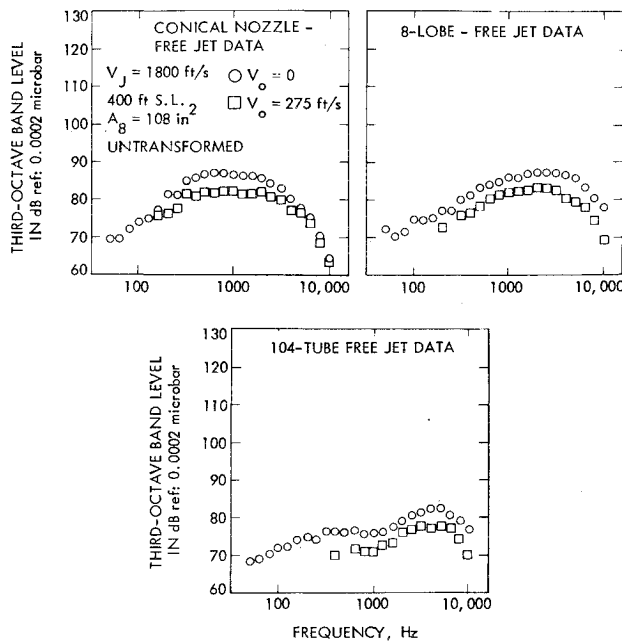 CONICAL NOZZLE -
FREE JET DATA
V_J = 1800 ft/s
400 ft S.L.
A_8 = 108 in^2
UNTRANSFORMED
V_o = 0
V_o = 275 ft/s
THIRD-OCTAVE BAND LEVEL
IN dB ref: 0.0002 microbar
130
120
110
100
90
80
70
60
100
1000
10,000
8-LOBE - FREE JET DATA
100
1000
10,000
104-TUBE FREE JET DATA
THIRD-OCTAVE BAND LEVEL
IN dB ref: 0.0002 microbar
130
120
110
100
90
80
70
60
100
1000
10,000
FREQUENCY, Hz